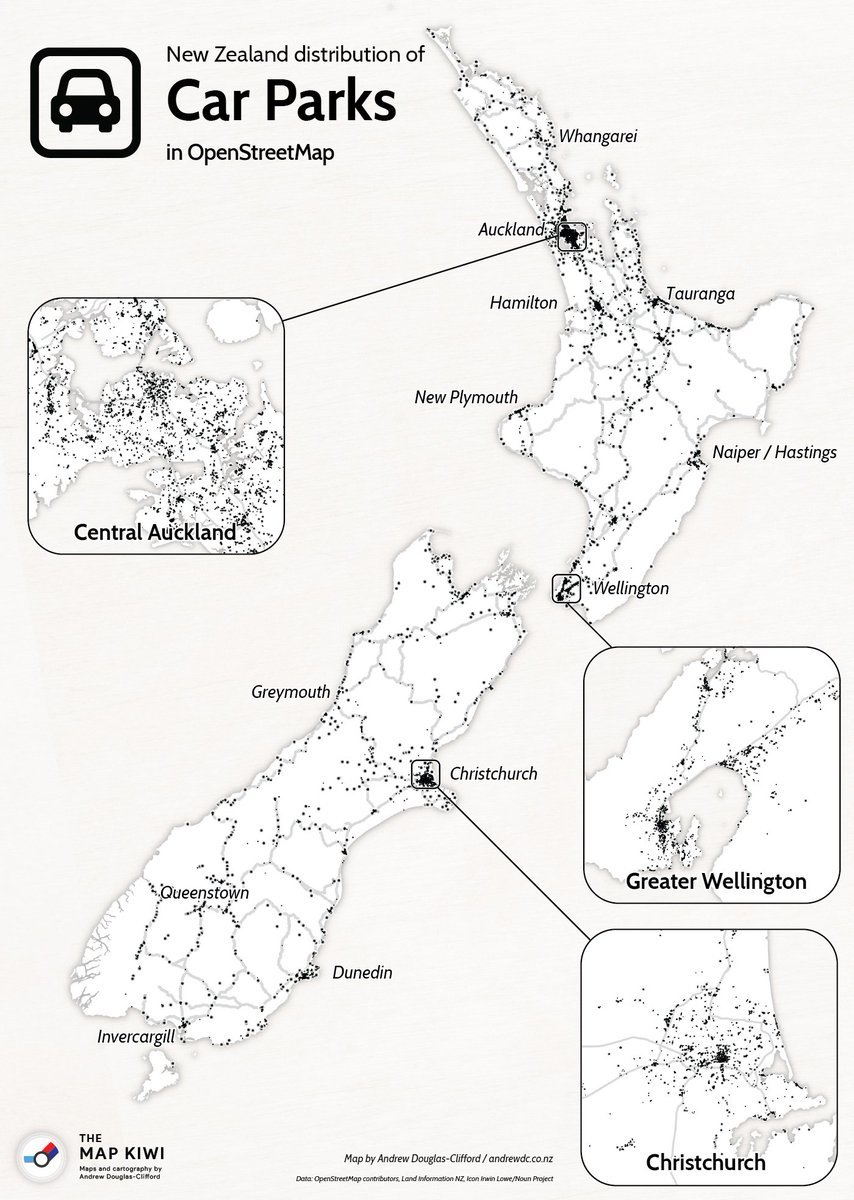 New Zealand distribution of
Car Parks
in OpenStreetMap
Whangarei
Auckland
Hamilton
Tauranga
New Plymouth
Naiper / Hastings
Central Auckland
Wellington
Greymouth
Christchurch
Greater Wellington
Queenstown
Dunedin
Invercargill
Christchurch
THE
MAP KIWI
Maps and cartography by
Andrew Douglas-Clifford
Map by Andrew Douglas-Clifford / andrewdc.co.nz
Data: OpenStreetMap contributors, Land Information NZ, Icon Irwin Lowe/Noun Project